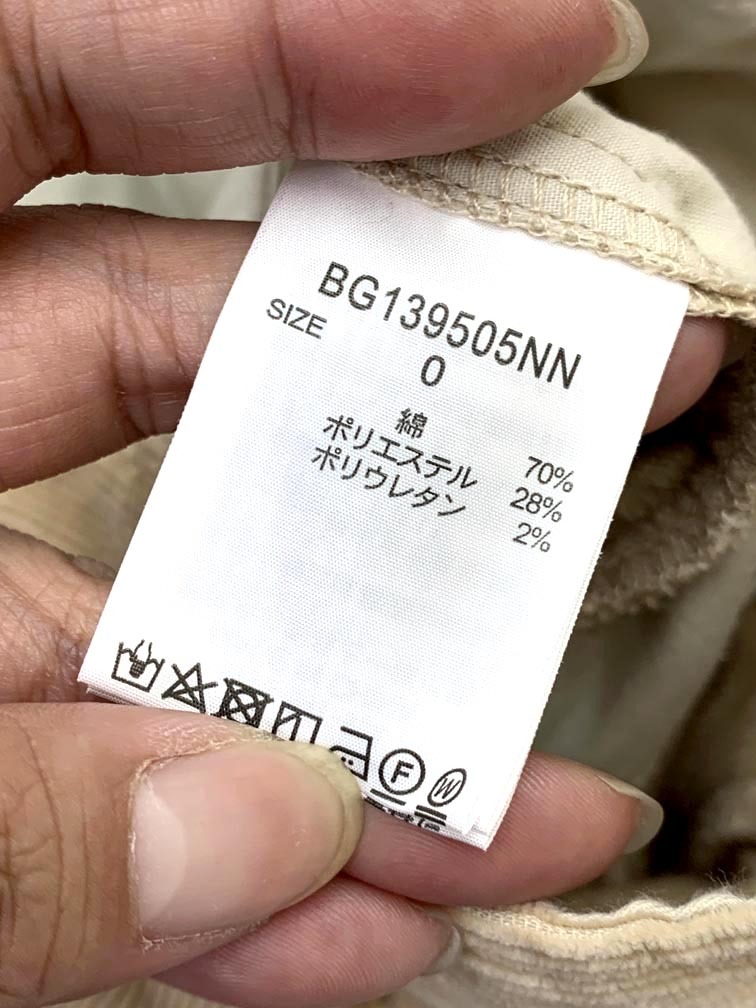 BG139505NN
SIZE
0
綿 70%
ポリエステル 28%
ポリウレタン 2%
F
W